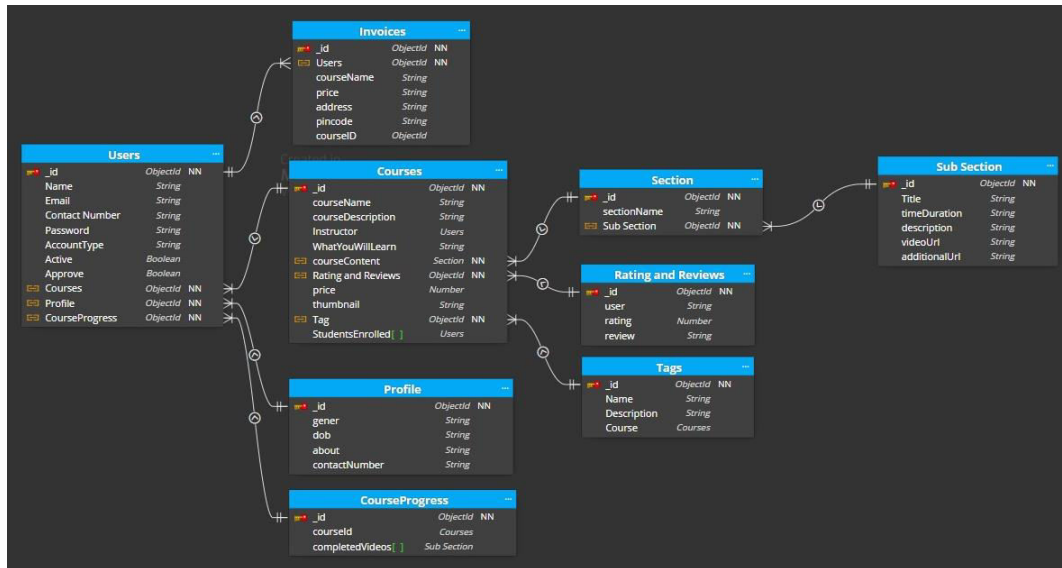 Invoices ...
_id ObjectId NN
Users ObjectId NN
courseName String
price String
address String
pincode String
courseID ObjectId
Users ...
_id ObjectId NN
Name String
Email String
Contact Number String
Password String
AccountType String
Active Boolean
Approve Boolean
Courses ObjectId NN
Profile ObjectId NN
CourseProgress ObjectId NN
Courses ...
_id ObjectId NN
courseName String
courseDescription String
Instructor Users
WhatYouWillLearn String
courseContent Section NN
Rating and Reviews ObjectId NN
price Number
thumbnail String
Tag ObjectId NN
StudentsEnrolled[ ] Users
Section ...
_id ObjectId NN
sectionName String
Sub Section ObjectId NN
Sub Section ...
_id ObjectId NN
Title String
timeDuration String
description String
videoUrl String
additionalUrl String
Rating and Reviews ...
_id ObjectId NN
user String
rating Number
review String
Tags ...
_id ObjectId NN
Name String
Description String
Course Courses
Profile ...
_id ObjectId NN
gener String
dob String
about String
contactNumber String
CourseProgress ...
_id ObjectId NN
courseId Courses
completedVideos[ ] Sub Section